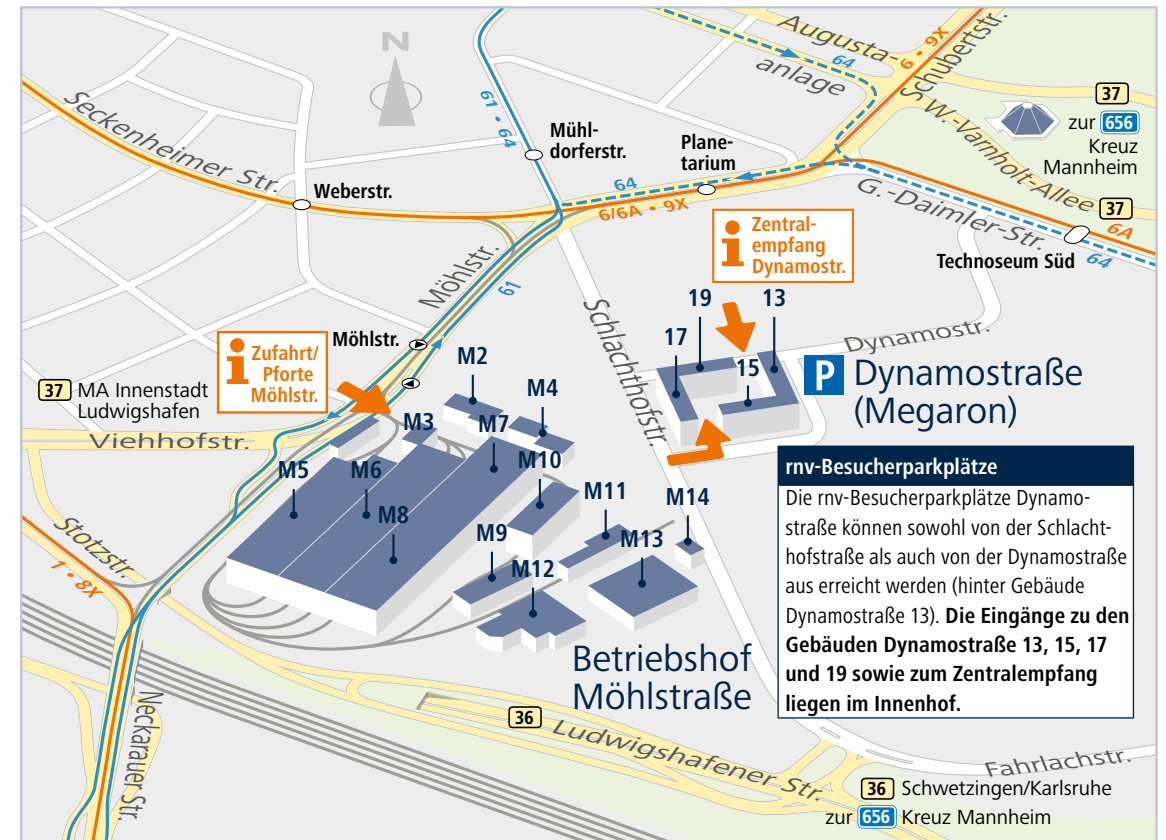 N
Augusta-
anlage
64
6 • 9X
Schubertstr.
37
zur 656
Kreuz
Mannheim
W.-Varnholt-Allee
37
6A
G.-Daimler-Str.
Technoseum Süd
64
61 • 64
Mühl-
dorferstr.
Plane-
tarium
64
6/6A • 9X
Seckenheimer Str.
Weberstr.
Zentral-
empfang
Dynamostr.
Möhlstr.
61
Schlachthofstr.
19
13
17
15
Dynamostr.
P Dynamostraße
(Megaron)
Möhlstr.
Zufahrt/
Pforte
Möhlstr.
37 MA Innenstadt
Ludwigshafen
Viehhofstr.
M2
M4
M3
M7
M5
M6
M10
M8
M11
M14
M9
M13
M12
Stotzstr.
1 • 8X
Betriebshof
Möhlstraße
rnv-Besucherparkplätze
Die rnv-Besucherparkplätze Dynamo-
straße können sowohl von der Schlacht-
hofstraße als auch von der Dynamostraße
aus erreicht werden (hinter Gebäude
Dynamostraße 13). Die Eingänge zu den
Gebäuden Dynamostraße 13, 15, 17
und 19 sowie zum Zentralempfang
liegen im Innenhof.
Neckarauer Str.
36
Ludwigshafener Str.
Fahrlachstr.
36 Schwetzingen/Karlsruhe
zur 656 Kreuz Mannheim